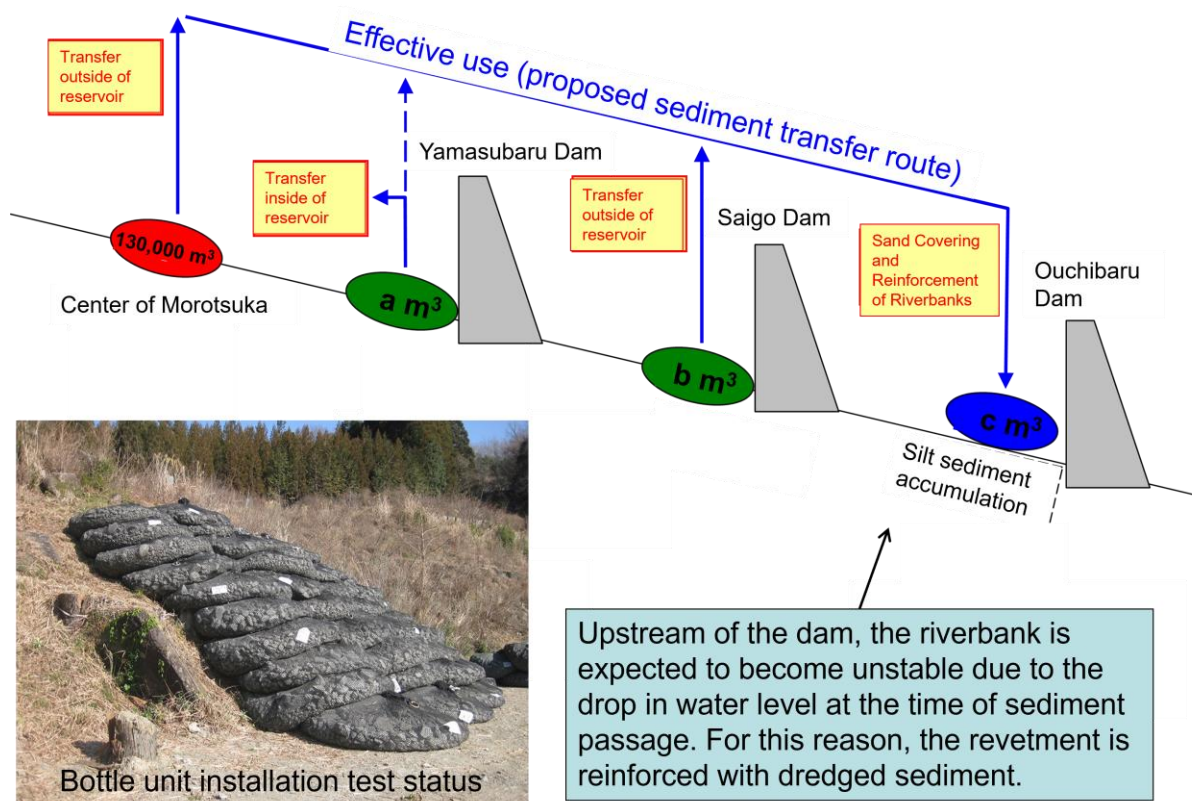 Transfer
outside of
reservoir
Effective use (proposed sediment transfer route)
Yamasubaru Dam
Transfer
inside of
reservoir
Transfer
outside of
reservoir
Saigo Dam
Sand Covering
and
Reinforcement
of Riverbanks
Ouchibaru
Dam
130,000 m³
Center of Morotsuka
a m³
b m³
c m³
Silt sediment
accumulation
Upstream of the dam, the riverbank is
expected to become unstable due to the
drop in water level at the time of sediment
passage. For this reason, the revetment is
reinforced with dredged sediment.
Bottle unit installation test status